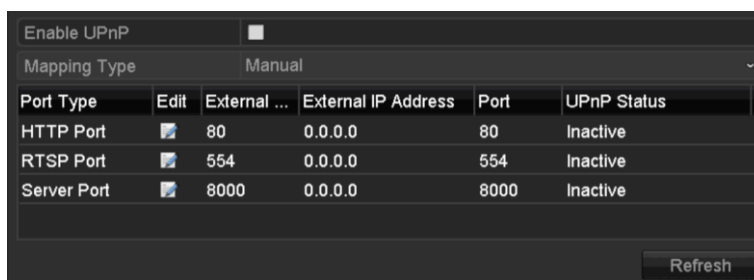 Enable UPnP
Mapping Type Manual
Port Type Edit External ... External IP Address Port UPnP Status
HTTP Port 80 0.0.0.0 80 Inactive
RTSP Port 554 0.0.0.0 554 Inactive
Server Port 8000 0.0.0.0 8000 Inactive
Refresh